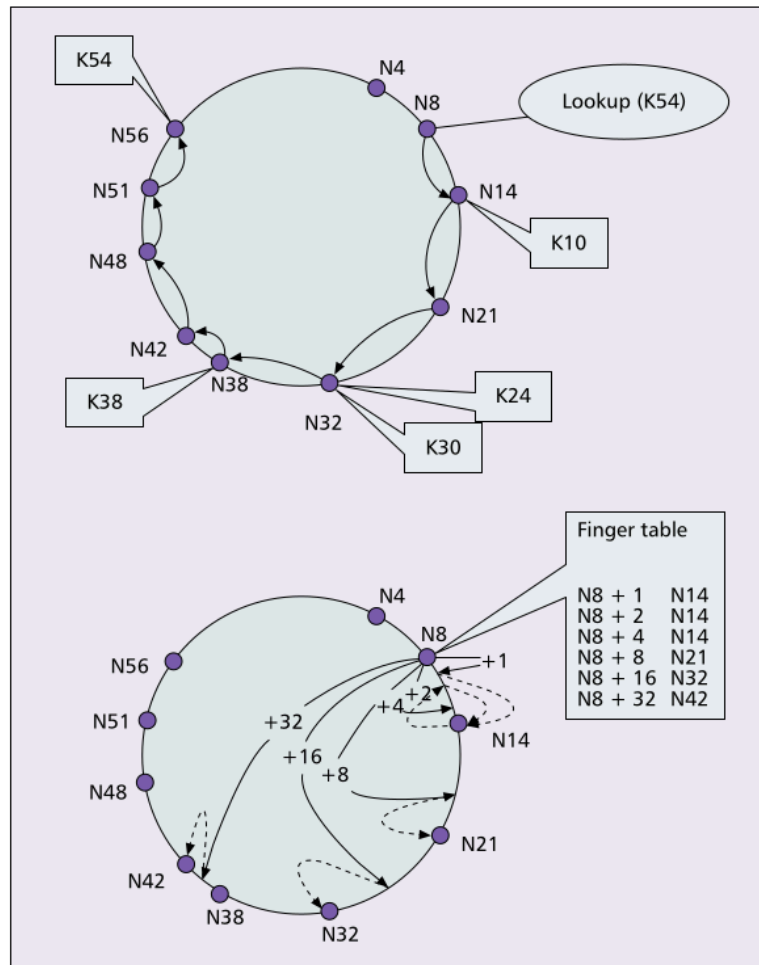 K54
N4
N8
Lookup (K54)
N56
N51
N14
K10
N48
N21
N42
N38
K38
N32
K24
K30
Finger table
N8 + 1 N14
N8 + 2 N14
N8 + 4 N14
N8 + 8 N21
N8 + 16 N32
N8 + 32 N42
N4
N8
+1
N56
+2
+4
N51
+32
N14
+16
+8
N48
N21
N42
N38
N32